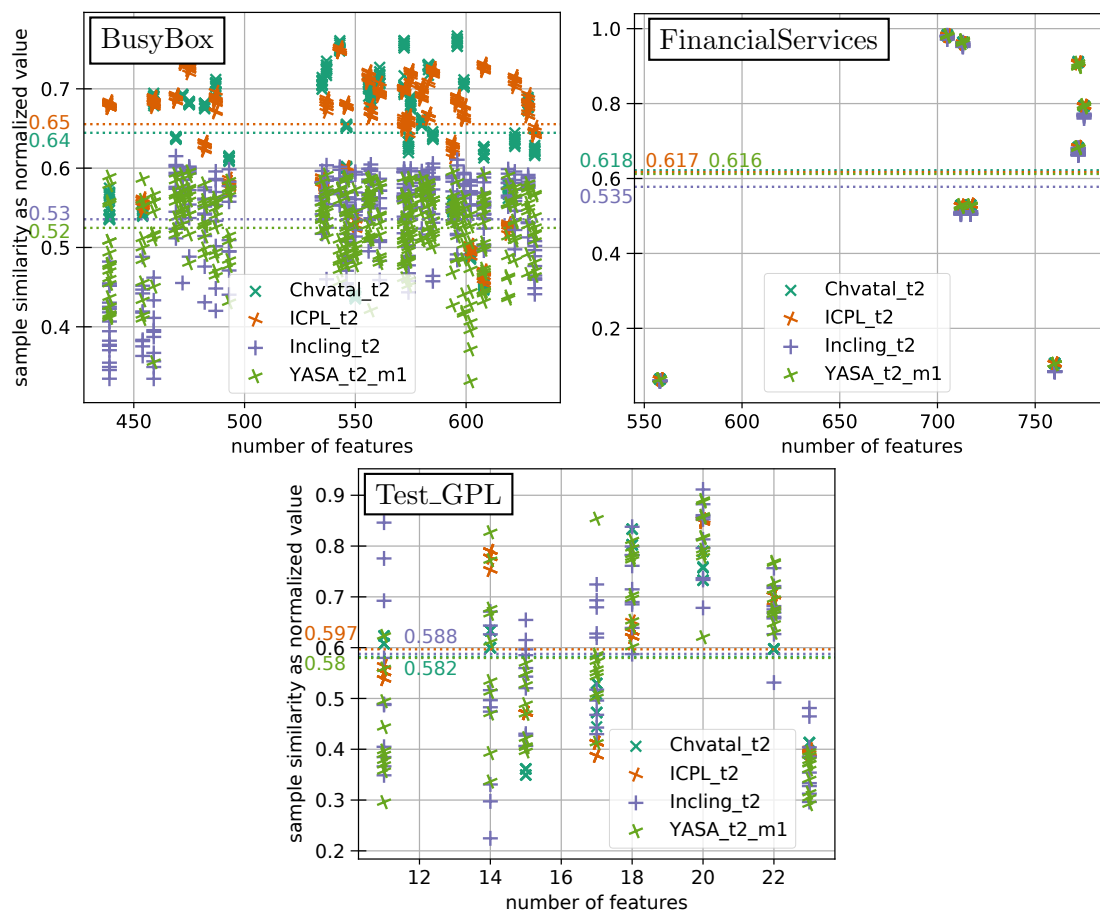 BusyBox
sample similarity as normalized value
0.7
0.6
0.5
0.4
0.65
0.64
0.53
0.52
Chvatal_t2
ICPL_t2
Incling_t2
YASA_t2_m1
450
500
550
600
number of features
FinancialServices
1.0
0.8
0.6
0.4
0.2
0.618 0.617 0.616
0.535
Chvatal_t2
ICPL_t2
Incling_t2
YASA_t2_m1
550
600
650
700
750
number of features
Test_GPL
sample similarity as normalized value
0.9
0.8
0.7
0.6
0.5
0.4
0.3
0.2
0.597
0.588
0.58
0.582
Chvatal_t2
ICPL_t2
Incling_t2
YASA_t2_m1
12
14
16
18
20
22
number of features